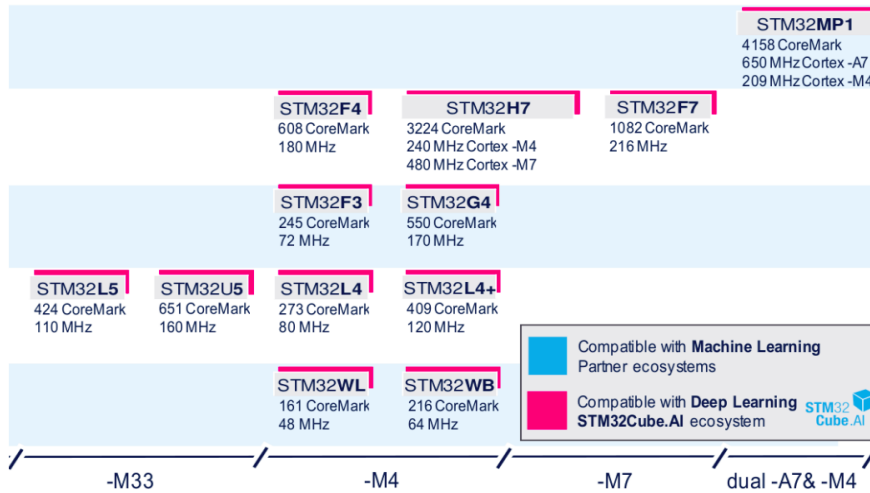 STM32MP1
4158 CoreMark
650 MHz Cortex -A7
209 MHz Cortex -M4
STM32F4
608 CoreMark
180 MHz
STM32H7
3224 CoreMark
240 MHz Cortex -M4
480 MHz Cortex -M7
STM32F7
1082 CoreMark
216 MHz
STM32F3
245 CoreMark
72 MHz
STM32G4
550 CoreMark
170 MHz
STM32L5
424 CoreMark
110 MHz
STM32U5
651 CoreMark
160 MHz
STM32L4
273 CoreMark
80 MHz
STM32L4+
409 CoreMark
120 MHz
STM32WL
161 CoreMark
48 MHz
STM32WB
216 CoreMark
64 MHz
Compatible with Machine Learning
Partner ecosystems
Compatible with Deep Learning
STM32Cube.AI ecosystem
STM32
Cube.AI
-M33
-M4
-M7
dual -A7& -M4